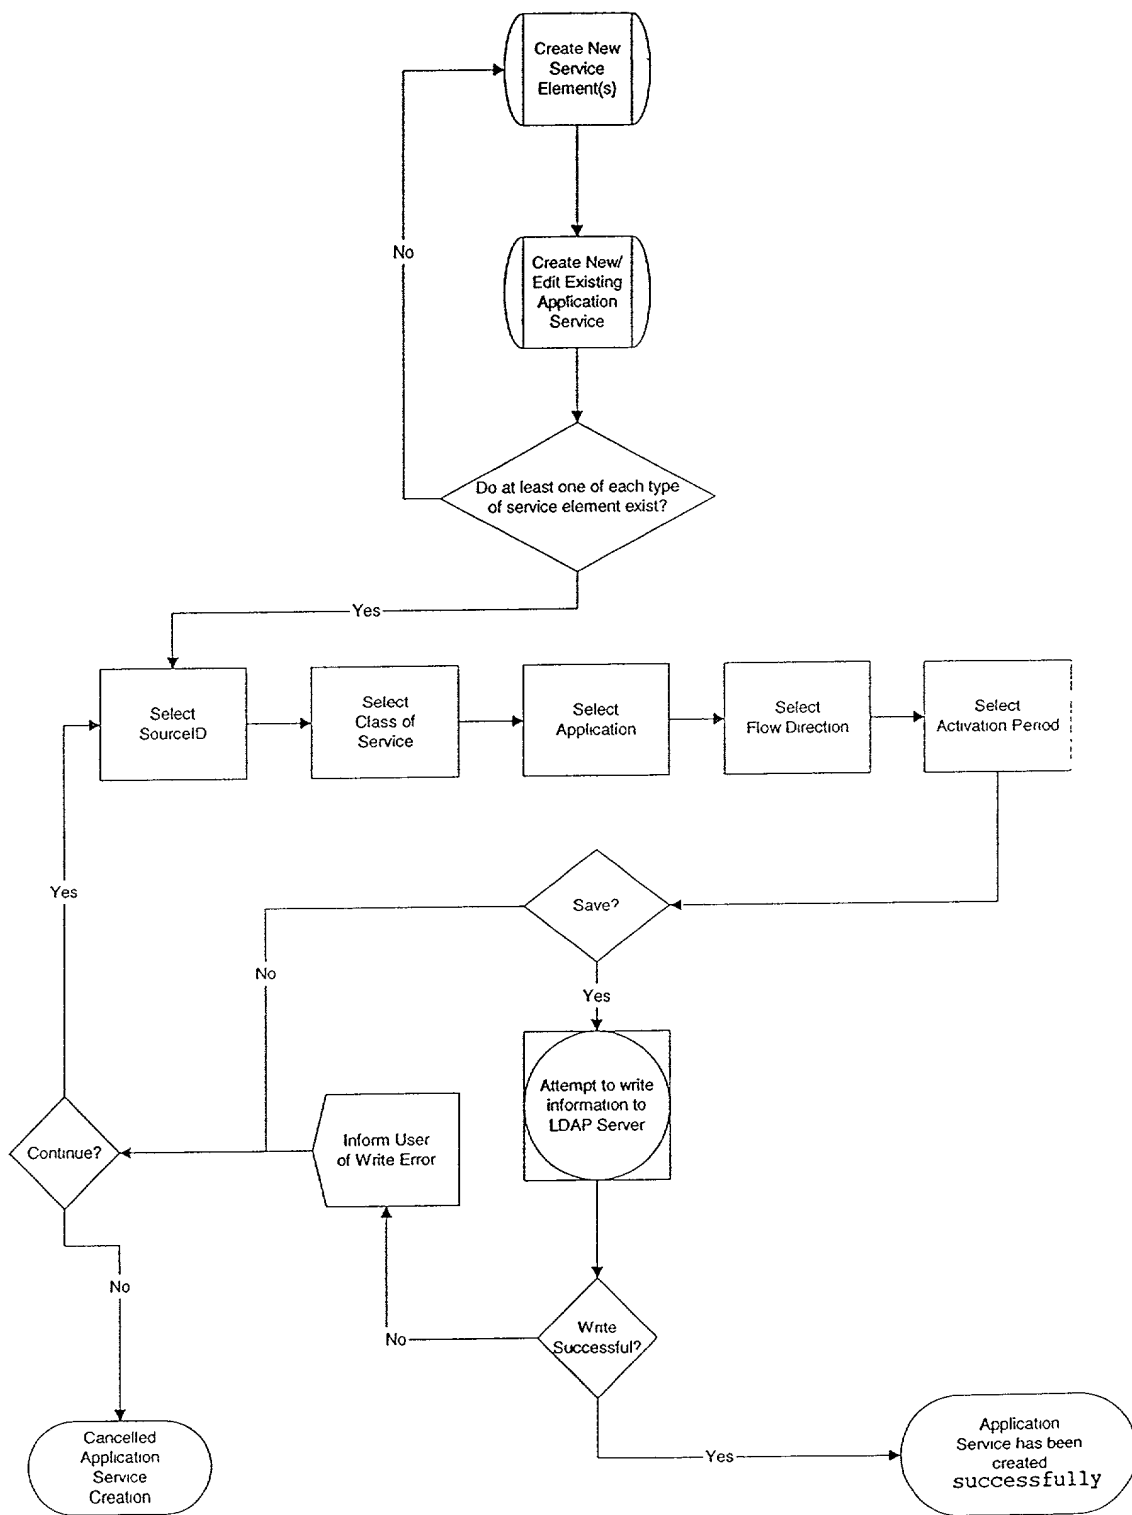 Create New
Service
Element(s)
No
Create New/
Edit Existing
Application
Service
Do at least one of each type
of service element exist?
Yes
Select
SourceID
Select
Class of
Service
Select
Application
Select
Flow Direction
Select
Activation Period
Yes
Save?
No
Yes
Attempt to write
information to
LDAP Server
Inform User
of Write Error
Continue?
No
Write
Successful?
No
Yes
Cancelled
Application
Service
Creation
Application
Service has been
created
successfully